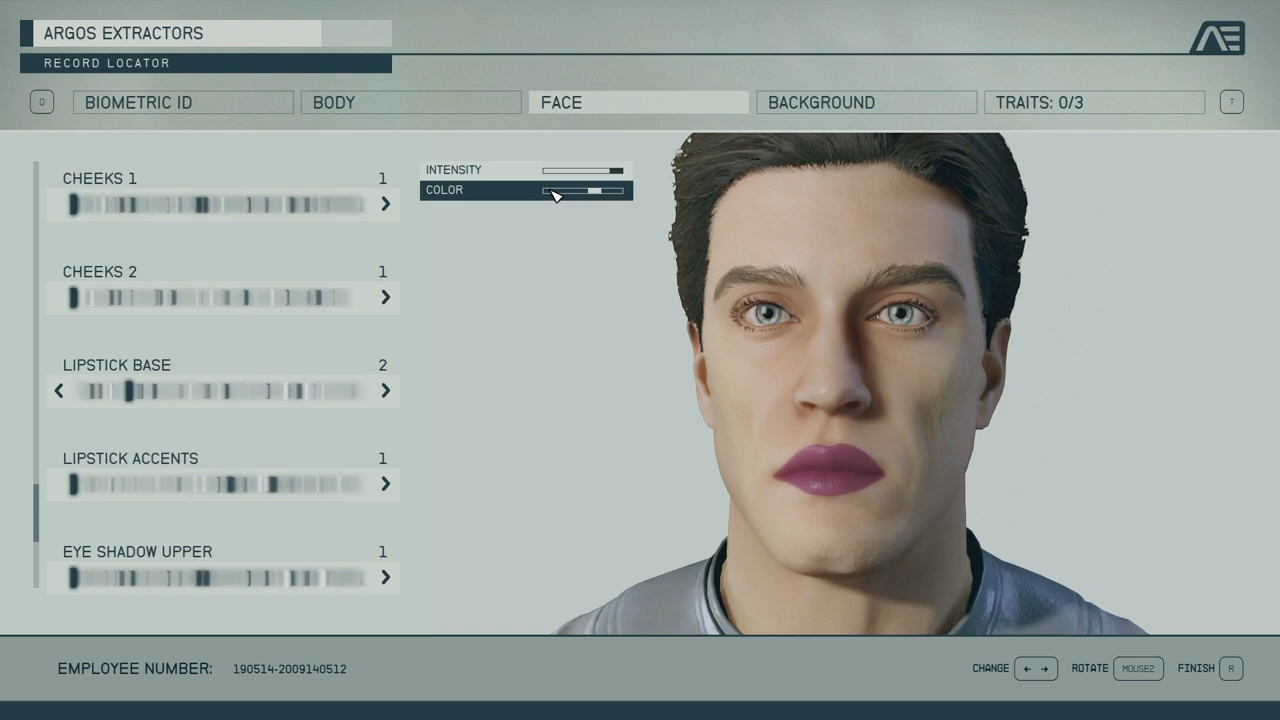 ARGOS EXTRACTORS
AE
RECORD LOCATOR
Q BIOMETRIC ID BODY FACE BACKGROUND TRAITS: 0/3 T
CHEEKS 1 1
INTENSITY
COLOR
CHEEKS 2 1
LIPSTICK BASE 2
LIPSTICK ACCENTS 1
EYE SHADOW UPPER 1
EMPLOYEE NUMBER: 190514-2009140512 CHANGE ← → ROTATE MOUSE2 FINISH R